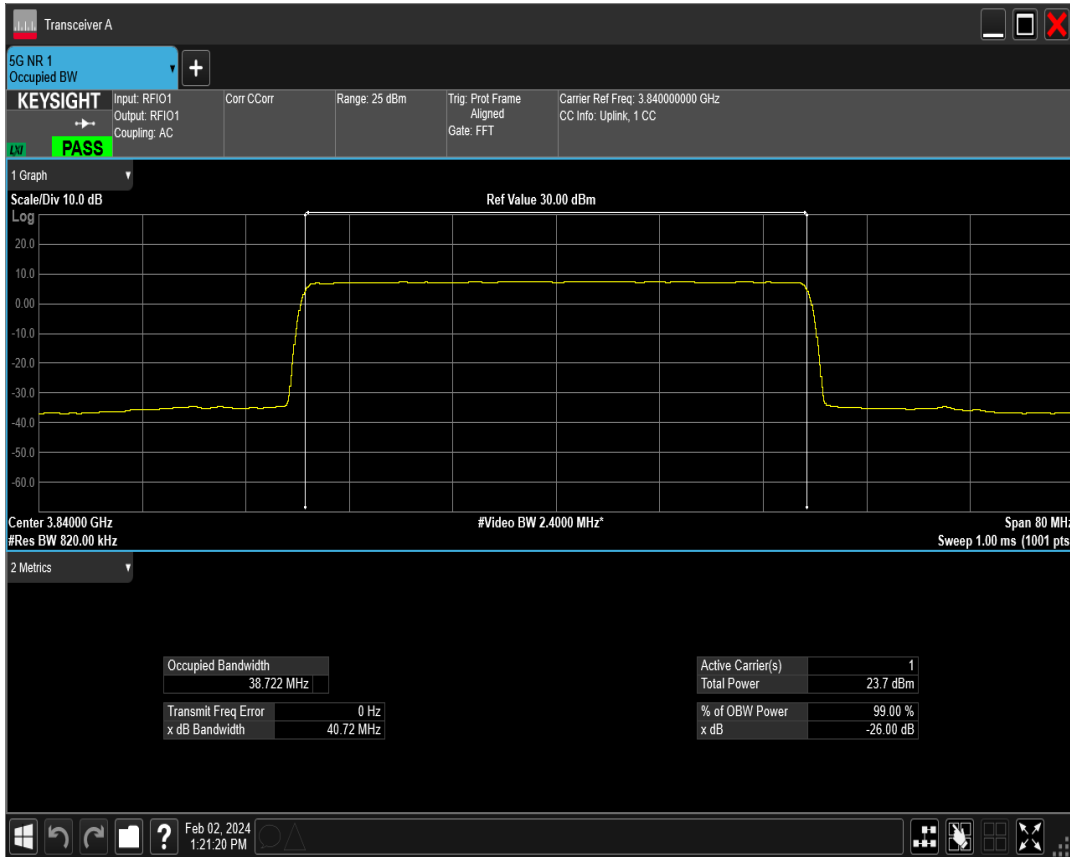 Transceiver A
5G NR 1
Occupied BW
+
KEYSIGHT
LXI
PASS
Input: RFIO1
Output: RFIO1
Coupling: AC
Corr CCorr
Range: 25 dBm
Trig: Prot Frame
Aligned
Gate: FFT
Carrier Ref Freq: 3.840000000 GHz
CC Info: Uplink, 1 CC
1 Graph
Scale/Div 10.0 dB
Ref Value 30.00 dBm
Log
20.0
10.0
0.00
-10.0
-20.0
-30.0
-40.0
-50.0
-60.0
Center 3.84000 GHz
#Video BW 2.4000 MHz*
Span 80 MHz
#Res BW 820.00 kHz
Sweep 1.00 ms (1001 pts
2 Metrics
Occupied Bandwidth
38.722 MHz
Transmit Freq Error 0 Hz
x dB Bandwidth 40.72 MHz
Active Carrier(s) 1
Total Power 23.7 dBm
% of OBW Power 99.00 %
x dB -26.00 dB
?
Feb 02, 2024
1:21:20 PM